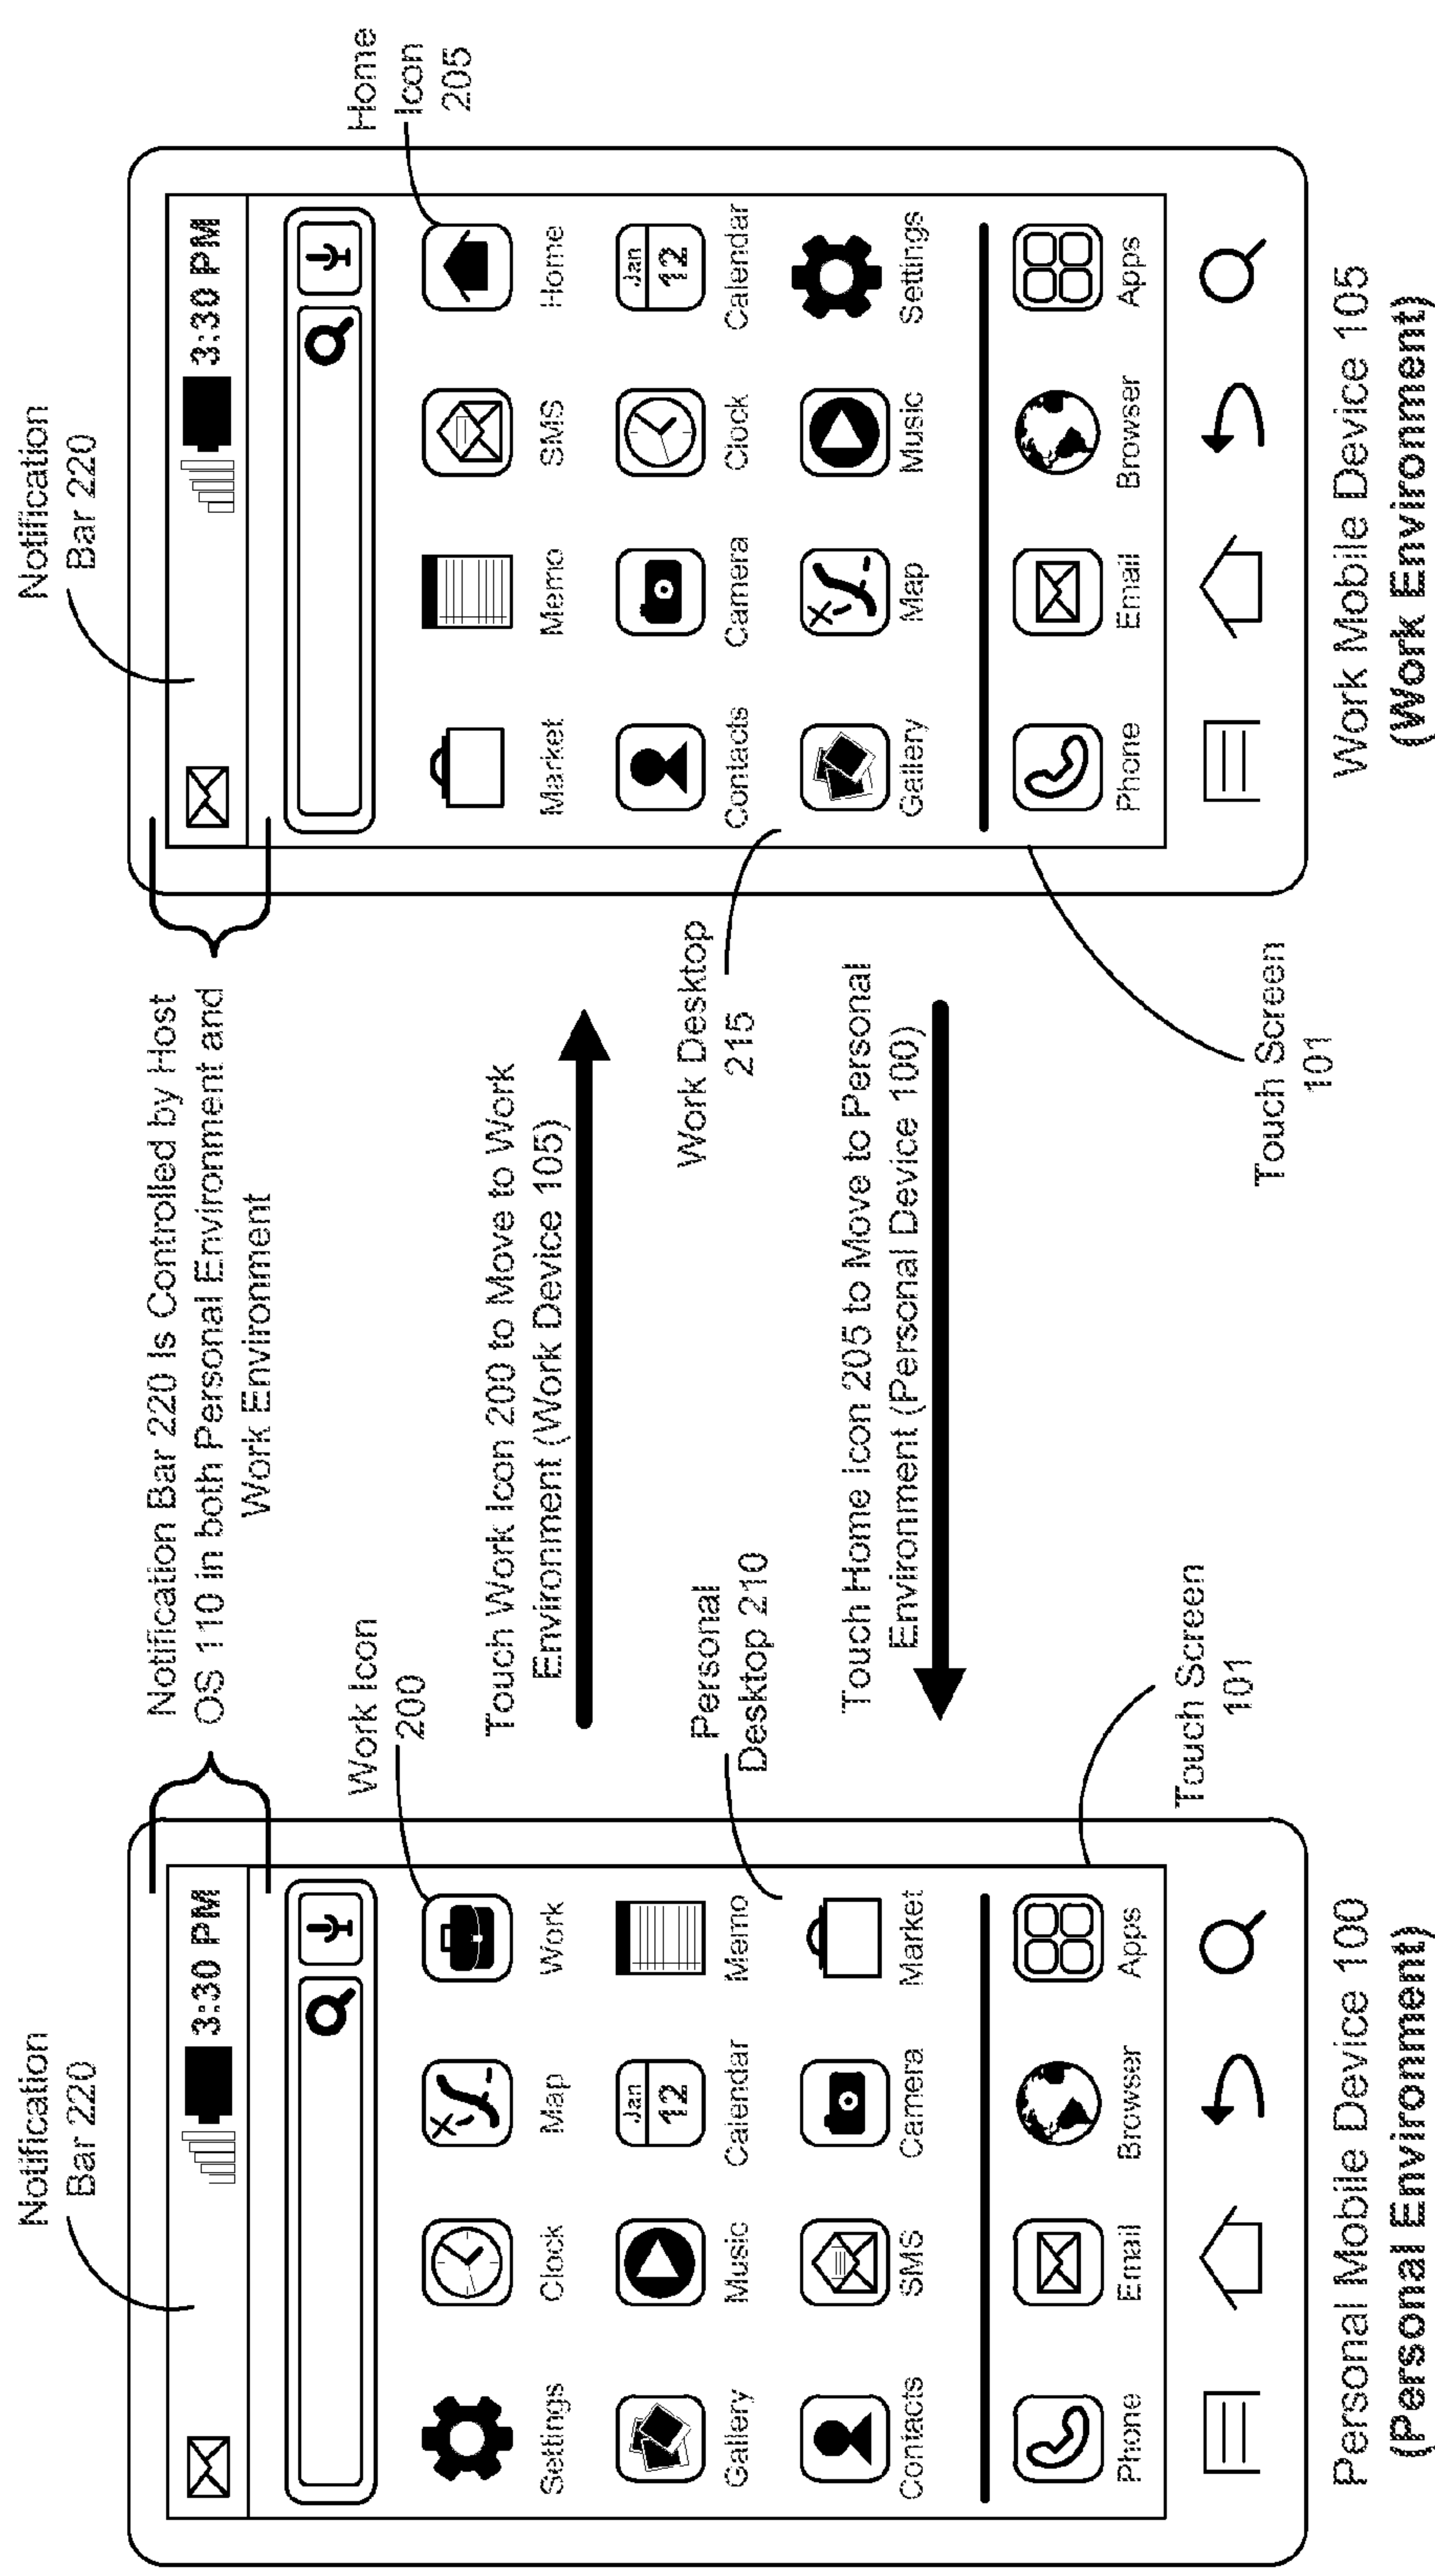 Notification
Bar 220
3:30 PM
Settings
Clock
Map
Work
Gallery
Music
Calendar
Jan
12
Memo
Contacts
SMS
Camera
Market
Phone
Email
Browser
Apps
Personal Mobile Device 100
(Personal Environment)
Notification Bar 220 Is Controlled by Host
OS 110 in both Personal Environment and
Work Environment
Work Icon
200
Touch Work Icon 200 to Move to Work
Environment (Work Device 105)
Personal
Desktop 210
Work Desktop
215
Touch Home Icon 205 to Move to Personal
Environment (Personal Device 100)
Touch Screen
101
Touch Screen
101
Notification
Bar 220
3:30 PM
Home
Icon
205
Market
Memo
SMS
Home
Contacts
Camera
Clock
Jan
12
Calendar
Gallery
Map
Music
Settings
Phone
Email
Browser
Apps
Work Mobile Device 105
(Work Environment)